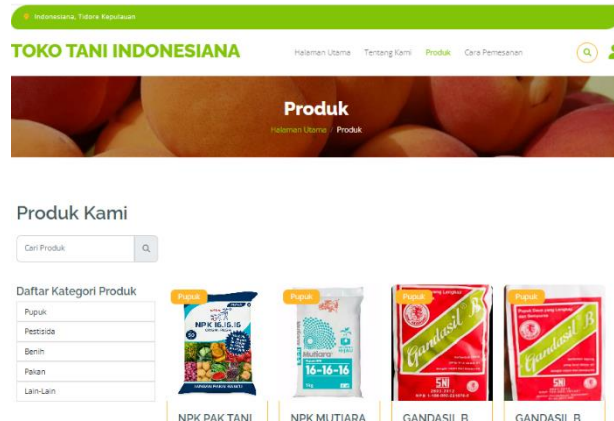 Indonesiana, Tidore Kepulauan
TOKO TANI INDONESIANA
Halaman Utama Tentang Kami Produk Cara Pemesanan
Produk
Halaman Utama / Produk
Produk Kami
Cari Produk
Daftar Kategori Produk
Pupuk
Pestisida
Benih
Pakan
Lain-Lain
Pupuk
NPK 16.16.16
Pupuk
Mutiara
16-16-16
Pupuk
Gandasil B
SNI
Pupuk
Gandasil B
SNI
NPK PAK TANI
NPK MUTIARA
GANDASIL B
GANDASIL B